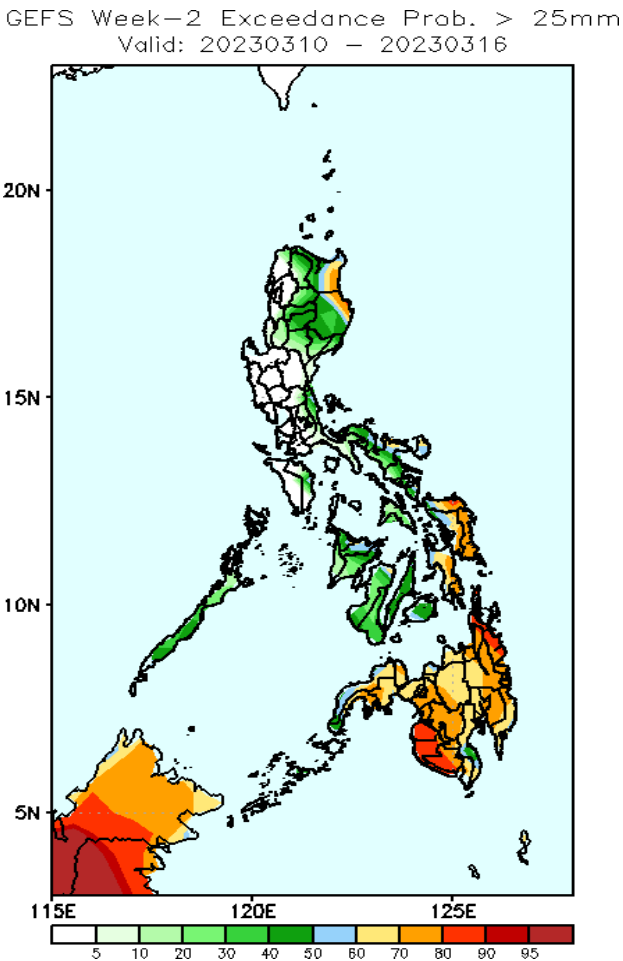 GEFS Week-2 Exceedance Prob. > 25mm
Valid: 20230310 - 20230316
20N
15N
10N
5N
115E 120E 125E
5 10 20 30 40 50 60 70 80 90 95